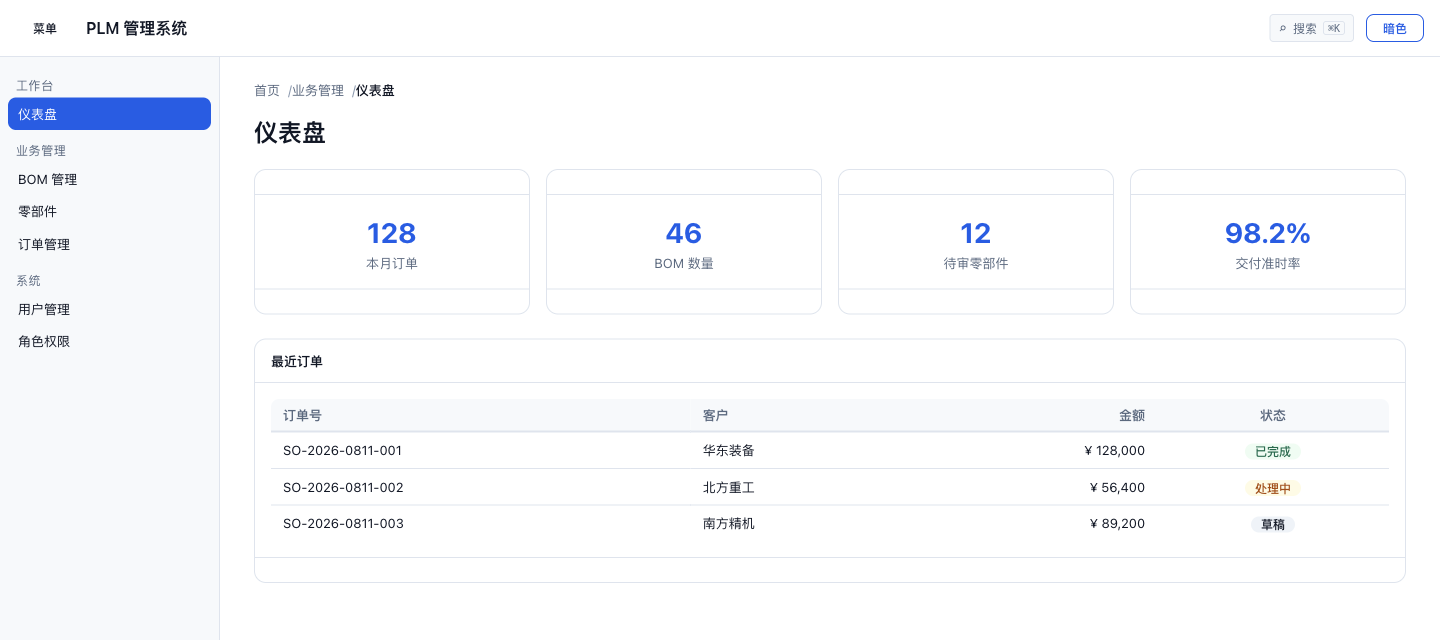 菜单 PLM 管理系统 搜索 ⌘K 暗色
工作台
仪表盘
业务管理
BOM 管理
零部件
订单管理
系统
用户管理
角色权限
首页 /业务管理 /仪表盘
仪表盘
128
本月订单
46
BOM 数量
12
待审零部件
98.2%
交付准时率
最近订单
订单号 客户 金额 状态
SO-2026-0811-001 华东装备 ¥ 128,000 已完成
SO-2026-0811-002 北方重工 ¥ 56,400 处理中
SO-2026-0811-003 南方精机 ¥ 89,200 草稿